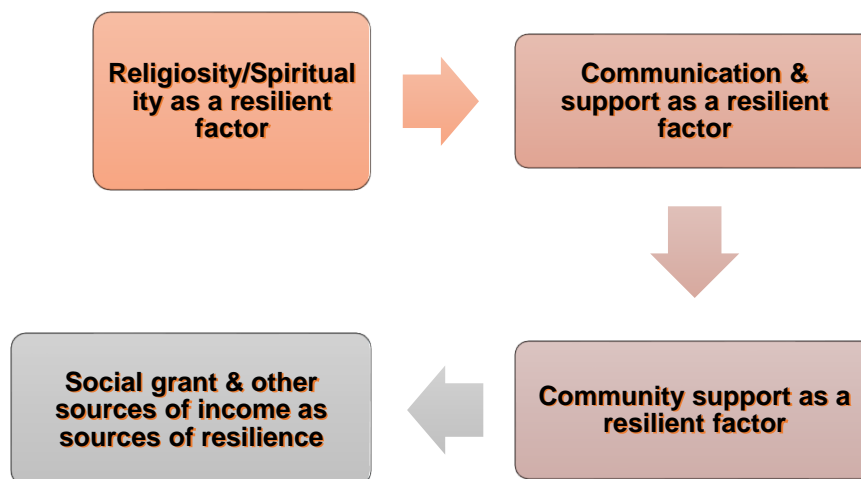 Religiosity/Spiritual
ity as a resilient
factor
Communication &
support as a resilient
factor
Community support as a
resilient factor
Social grant & other
sources of income as
sources of resilience